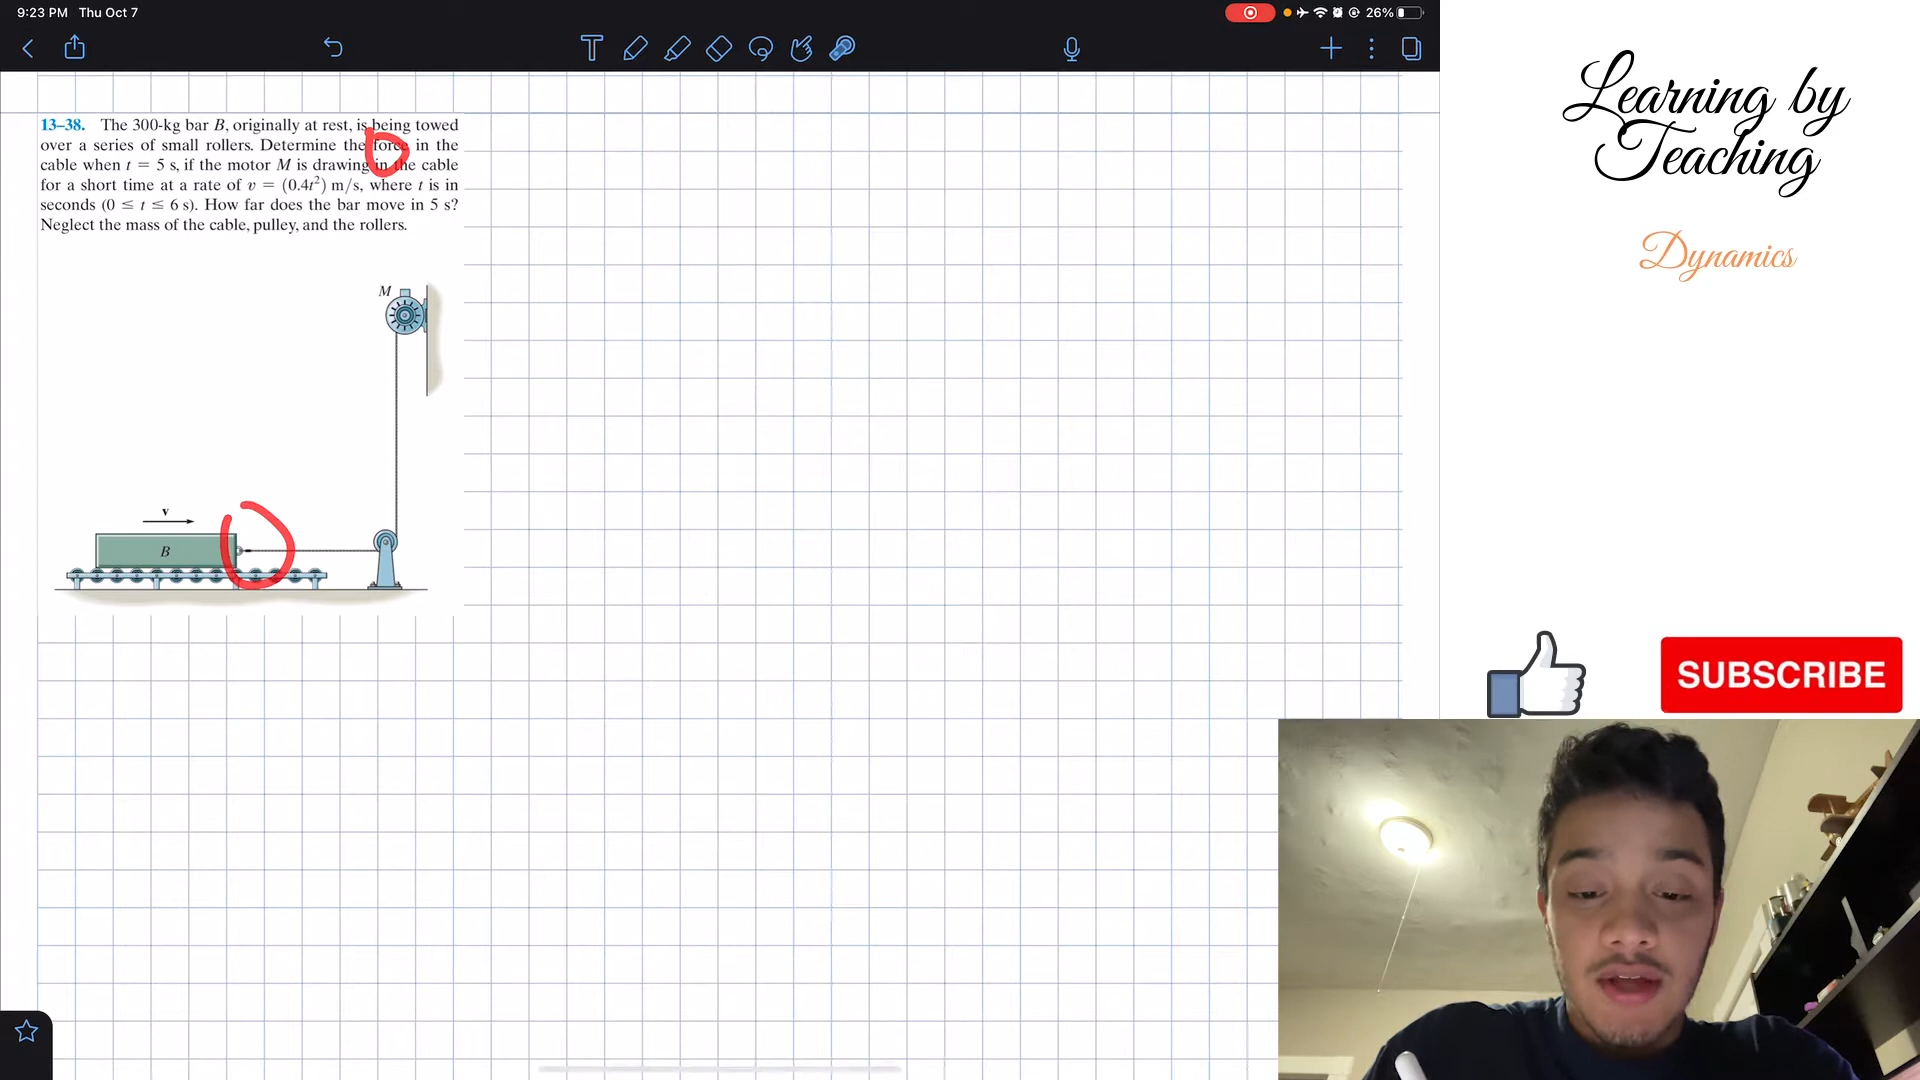 9:23 PM Thu Oct 7
26%
13–38. The 300-kg bar B, originally at rest, is being towed
over a series of small rollers. Determine the force in the
cable when t = 5 s, if the motor M is drawing in the cable
for a short time at a rate of v = (0.4t²) m/s, where t is in
seconds (0 ≤ t ≤ 6 s). How far does the bar move in 5 s?
Neglect the mass of the cable, pulley, and the rollers.
M
v
B
Learning by
Teaching
Dynamics
SUBSCRIBE